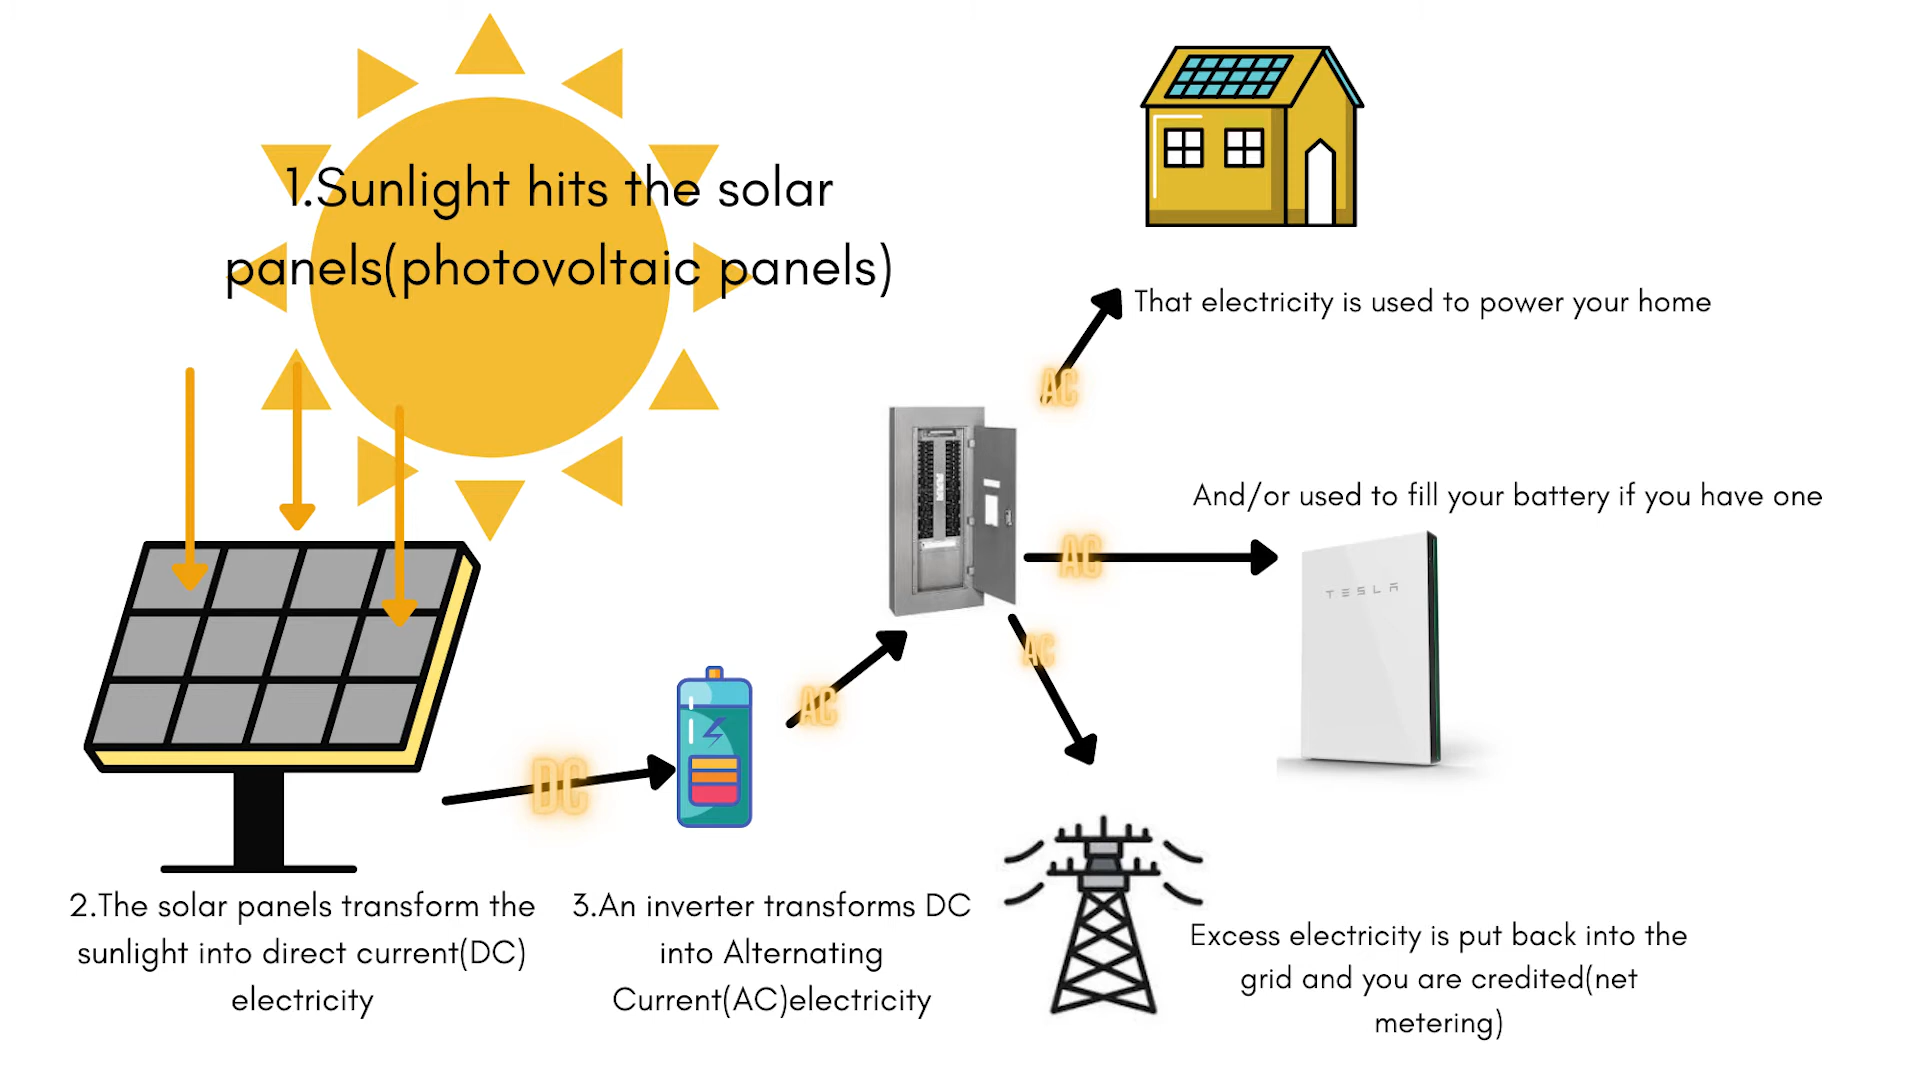 1.Sunlight hits the solar
panels(photovoltaic panels)
That electricity is used to power your home
AC
And/or used to fill your battery if you have one
AC
TESLA
AC
AC
DC
2.The solar panels transform the
sunlight into direct current(DC)
electricity
3.An inverter transforms DC
into Alternating
Current(AC)electricity
Excess electricity is put back into the
grid and you are credited(net
metering)